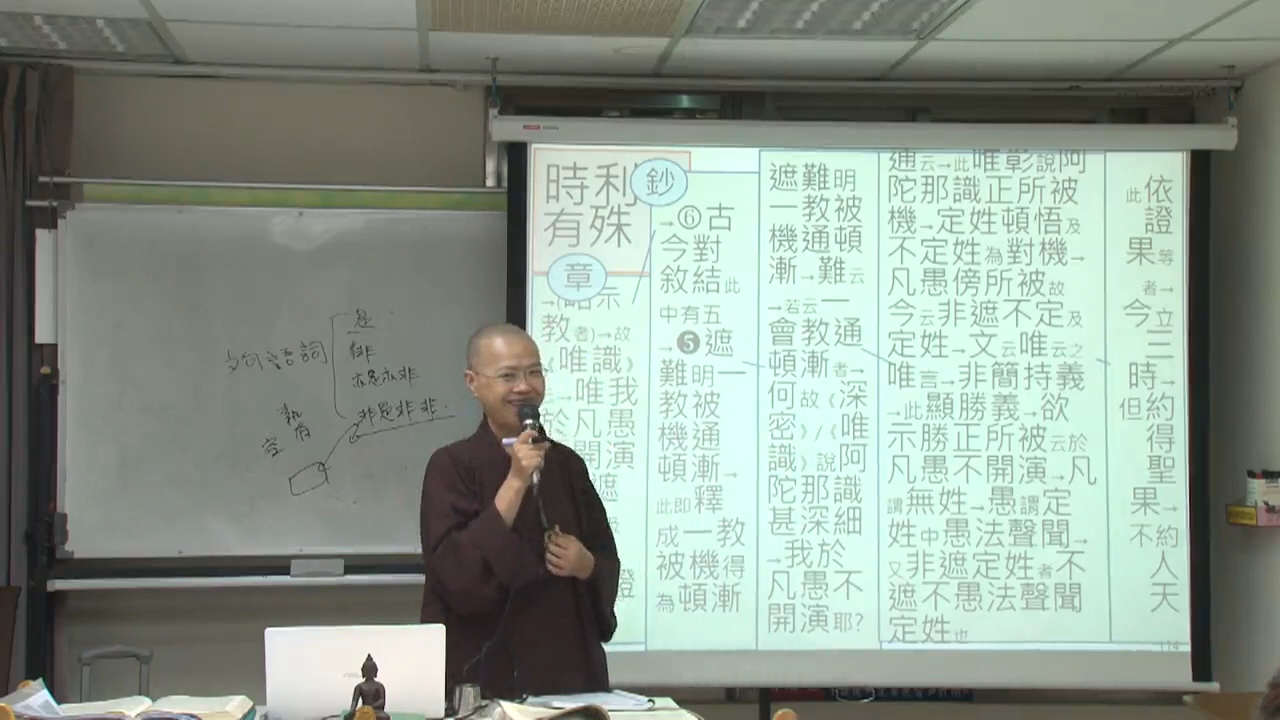 時利
有殊
鈔
章
教者)→故
《唯識》
→唯我
於凡愚
開演
遮
證
→⑥古
今對
敘結此
中有五
→❺遮
難明一
教被
機通
頓漸→
此即釋
成一教
被機得
為頓漸
遮難明
一教被
機通頓
漸→難云
→若云一
會教通
頓漸者→
何故《深
密》/《唯
識》說阿
陀那識
甚深細
→我於
凡愚不
開演耶?
通云→此唯彰說阿
陀那識正所被
機→定姓頓悟及
不定姓為對機→
凡愚傍所被故
今云非遮不定及
定姓→文云唯云之
唯言→非簡持義
→此顯勝義→欲
示勝正所被云於
凡愚不開演→凡
謂無姓→愚謂定
姓中愚法聲聞→
又非遮定姓者不
遮不愚法聲聞
定姓也
此依
證
果等
者→
今立
三
時→
但約
得
聖
果→
不約
人
天
114
句語詞
是
非
亦是亦非
非是非非
執有
空